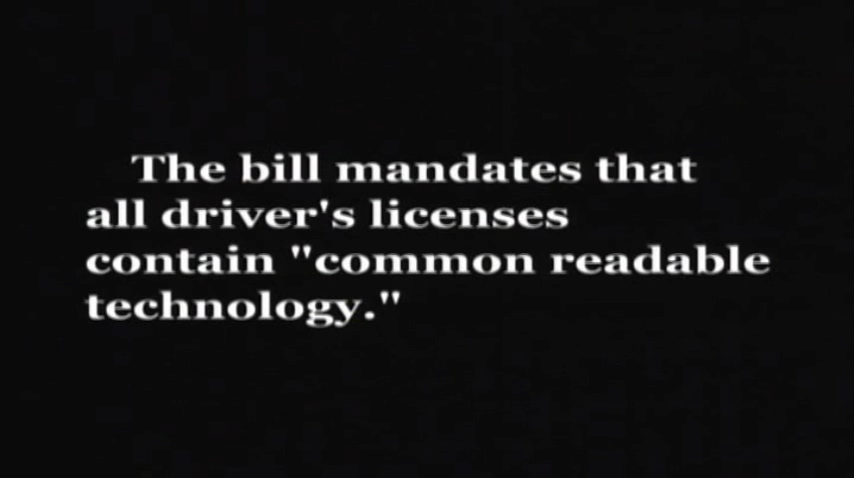 The bill mandates that
all driver's licenses
contain "common readable
technology."